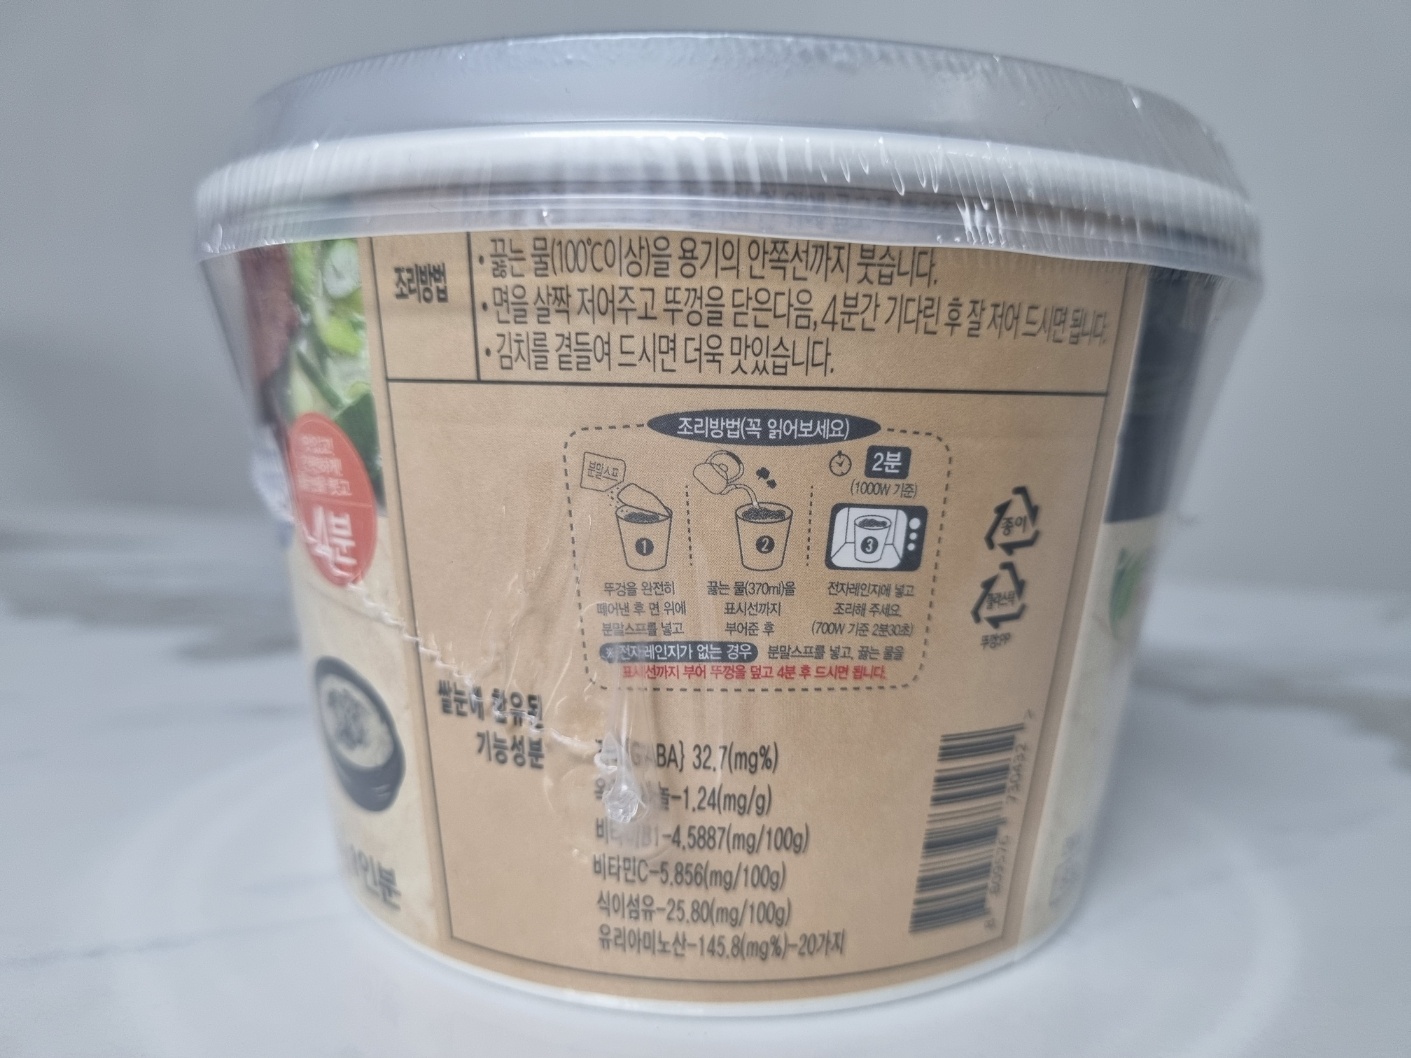 조리방법
• 끓는 물(100℃이상)을 용기의 안쪽선까지 붓습니다.
• 면을 살짝 저어주고 뚜껑을 닫은다음, 4분간 기다린 후 잘 저어 드시면 됩니다.
• 김치를 곁들여 드시면 더욱 맛있습니다.
4분
조리방법(꼭 읽어보세요)
분말스프
1
뚜껑을 완전히
떼어낸 후 면 위에
분말스프를 넣고
2
끓는 물(370ml)을
표시선까지
부어준 후
2분
(1000W 기준)
3
전자레인지에 넣고
조리해 주세요
(700W 기준 2분30초)
전자레인지가 없는 경우 분말스프를 넣고, 끓는 물을
표시선까지 부어 뚜껑을 덮고 4분 후 드시면 됩니다.
종이
플라스틱
뚜껑:PP
쌀눈에 함유된
기능성분
32.7(mg%)
-1.24(mg/g)
비타민B1-4.5887(mg/100g)
비타민C-5.856(mg/100g)
식이섬유-25.80(mg/100g)
유리아미노산-145.8(mg%)-20가지
1인분